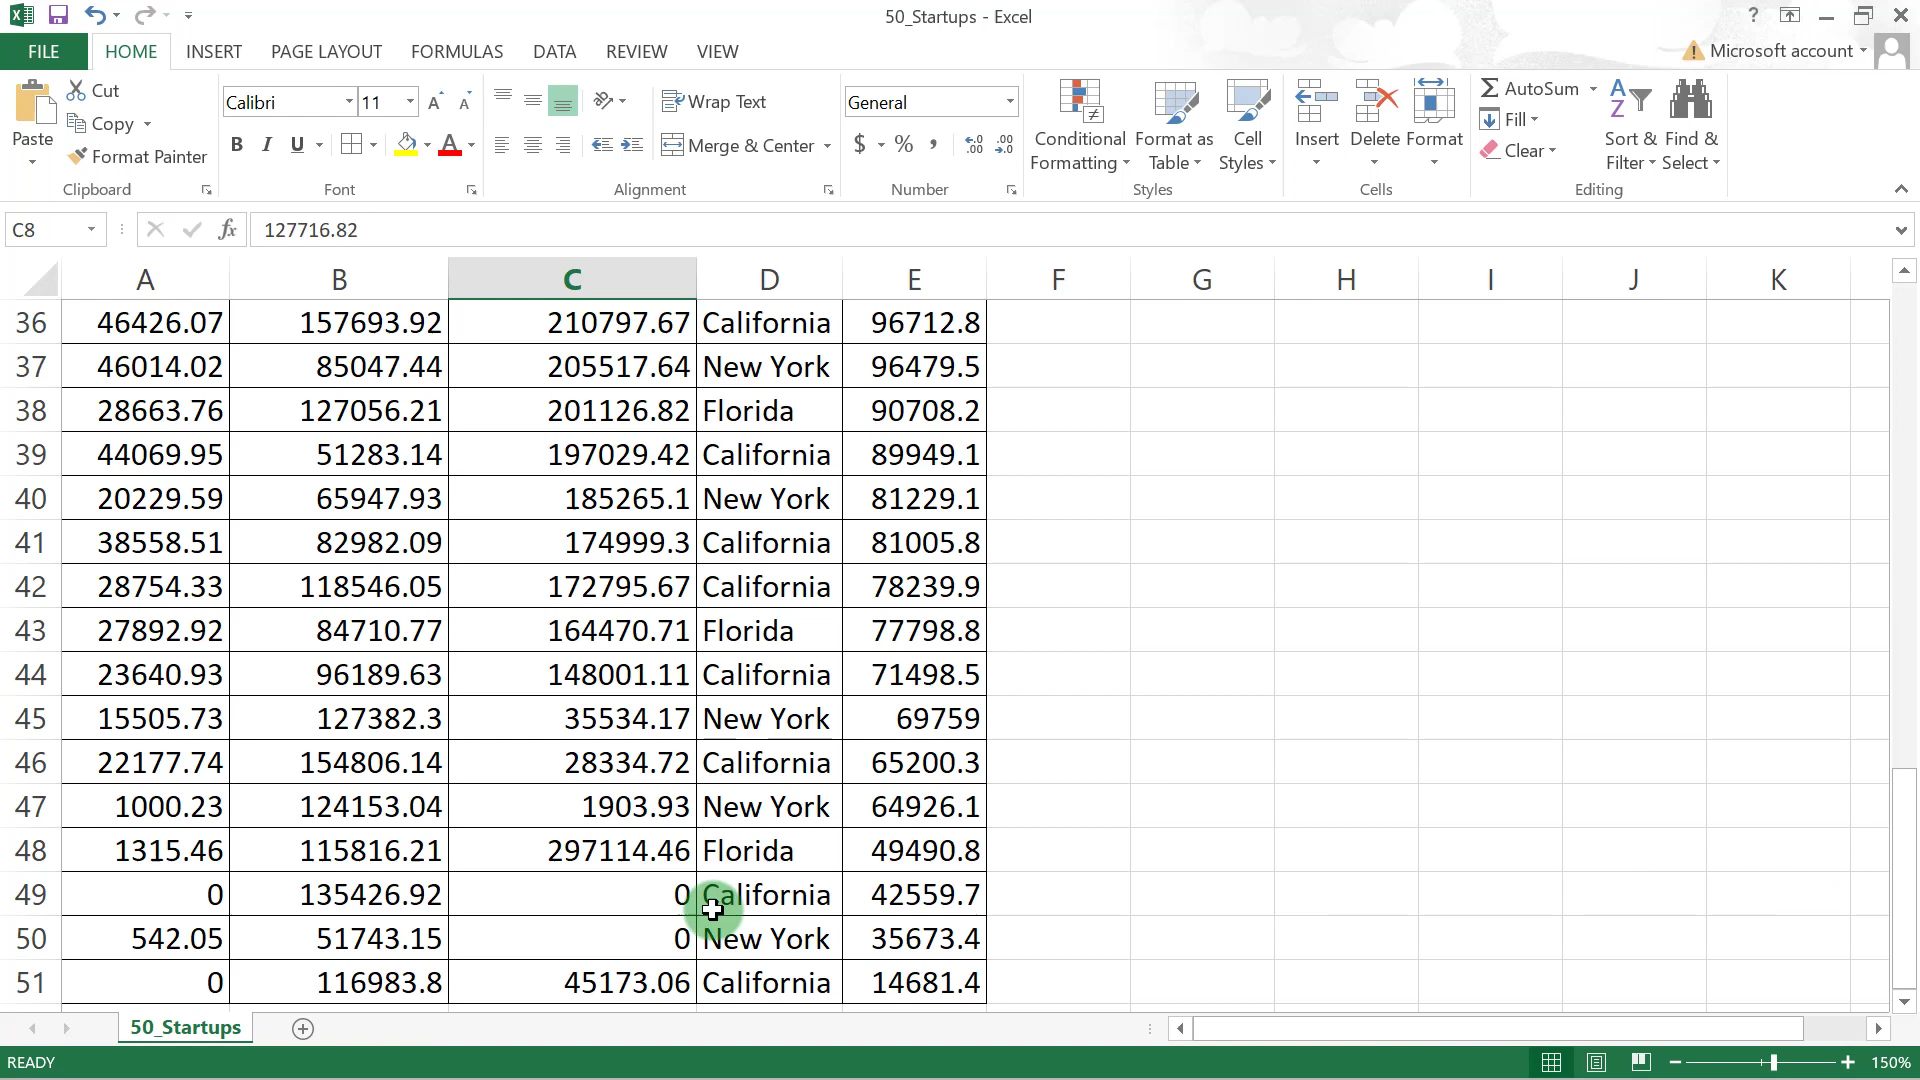 50_Startups - Excel
?
FILE HOME INSERT PAGE LAYOUT FORMULAS DATA REVIEW VIEW Microsoft account
Paste Cut Copy Format Painter Clipboard
Calibri 11 A A B I U A Font
Wrap Text Merge & Center Alignment
General $ % , .0 .00 Number
Conditional Formatting Format as Table Cell Styles Styles
Insert Delete Format Cells
AutoSum Fill Clear Sort & Filter Find & Select Editing
C8 fx 127716.82
A B C D E F G H I J K
36 46426.07 157693.92 210797.67 California 96712.8
37 46014.02 85047.44 205517.64 New York 96479.5
38 28663.76 127056.21 201126.82 Florida 90708.2
39 44069.95 51283.14 197029.42 California 89949.1
40 20229.59 65947.93 185265.1 New York 81229.1
41 38558.51 82982.09 174999.3 California 81005.8
42 28754.33 118546.05 172795.67 California 78239.9
43 27892.92 84710.77 164470.71 Florida 77798.8
44 23640.93 96189.63 148001.11 California 71498.5
45 15505.73 127382.3 35534.17 New York 69759
46 22177.74 154806.14 28334.72 California 65200.3
47 1000.23 124153.04 1903.93 New York 64926.1
48 1315.46 115816.21 297114.46 Florida 49490.8
49 0 135426.92 0 California 42559.7
50 542.05 51743.15 0 New York 35673.4
51 0 116983.8 45173.06 California 14681.4
50_Startups
READY 150%